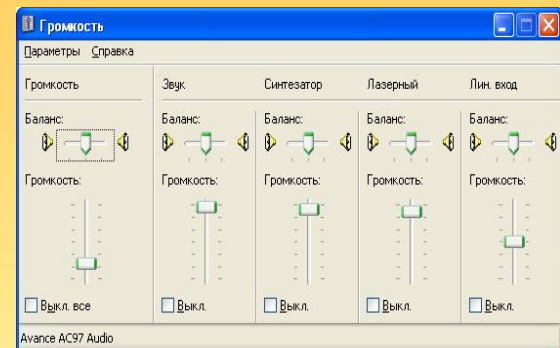 Громкость
Параметры Справка
Громкость Звук Синтезатор Лазерный Лин. вход
Баланс: Баланс: Баланс: Баланс: Баланс:
Громкость: Громкость: Громкость: Громкость: Громкость:
Выкл. все Выкл. Выкл. Выкл. Выкл.
Avance AC97 Audio